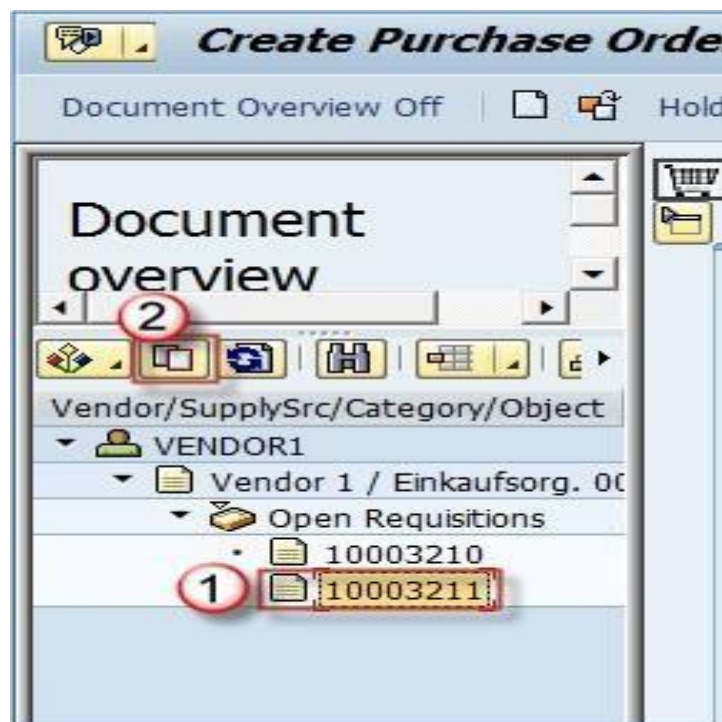 Create Purchase Orde
Document Overview Off
Hold
Document
overview
2
Vendor/SupplySrc/Category/Object
VENDOR1
Vendor 1 / Einkaufsorg. 00
Open Requisitions
10003210
1
10003211